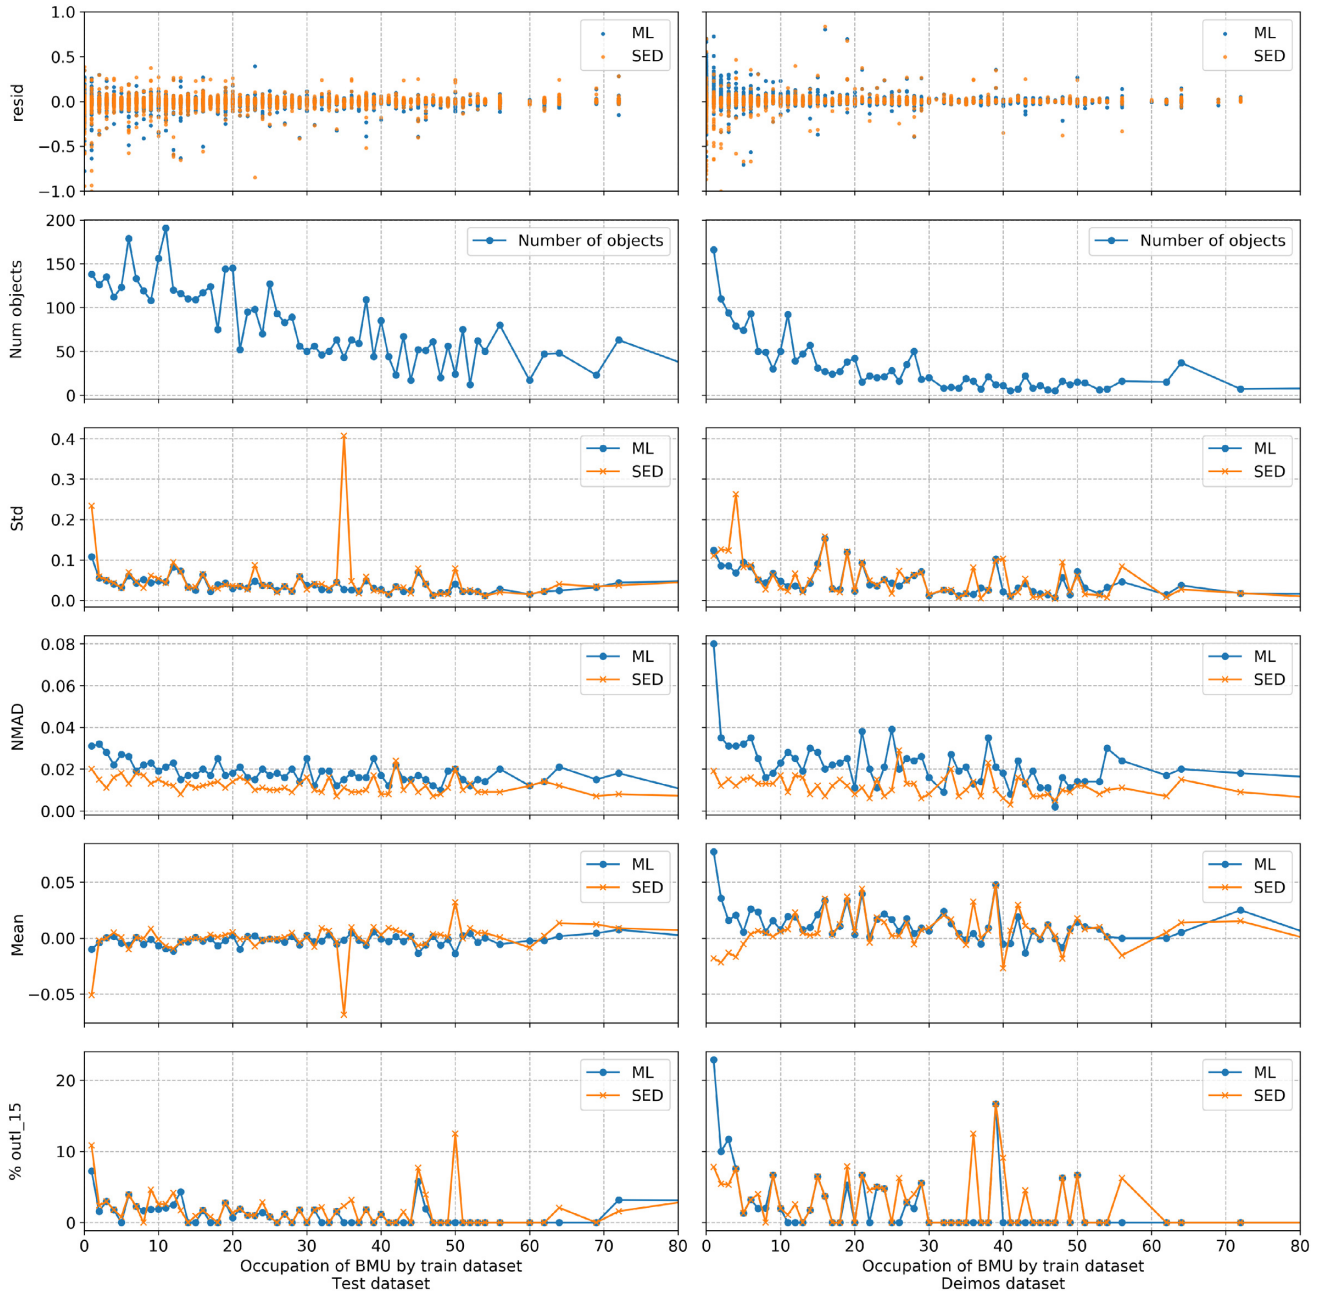 1.0
0.5
0.0
−0.5
−1.0
resid
ML
SED
ML
SED
200
150
100
50
0
Num objects
Number of objects
Number of objects
0.4
0.3
0.2
0.1
0.0
Std
ML
SED
ML
SED
0.08
0.06
0.04
0.02
0.00
NMAD
ML
SED
ML
SED
0.05
0.00
−0.05
Mean
ML
SED
ML
SED
20
10
0
% outl_15
ML
SED
ML
SED
0 10 20 30 40 50 60 70 80
Occupation of BMU by train dataset
Test dataset
0 10 20 30 40 50 60 70 80
Occupation of BMU by train dataset
Deimos dataset